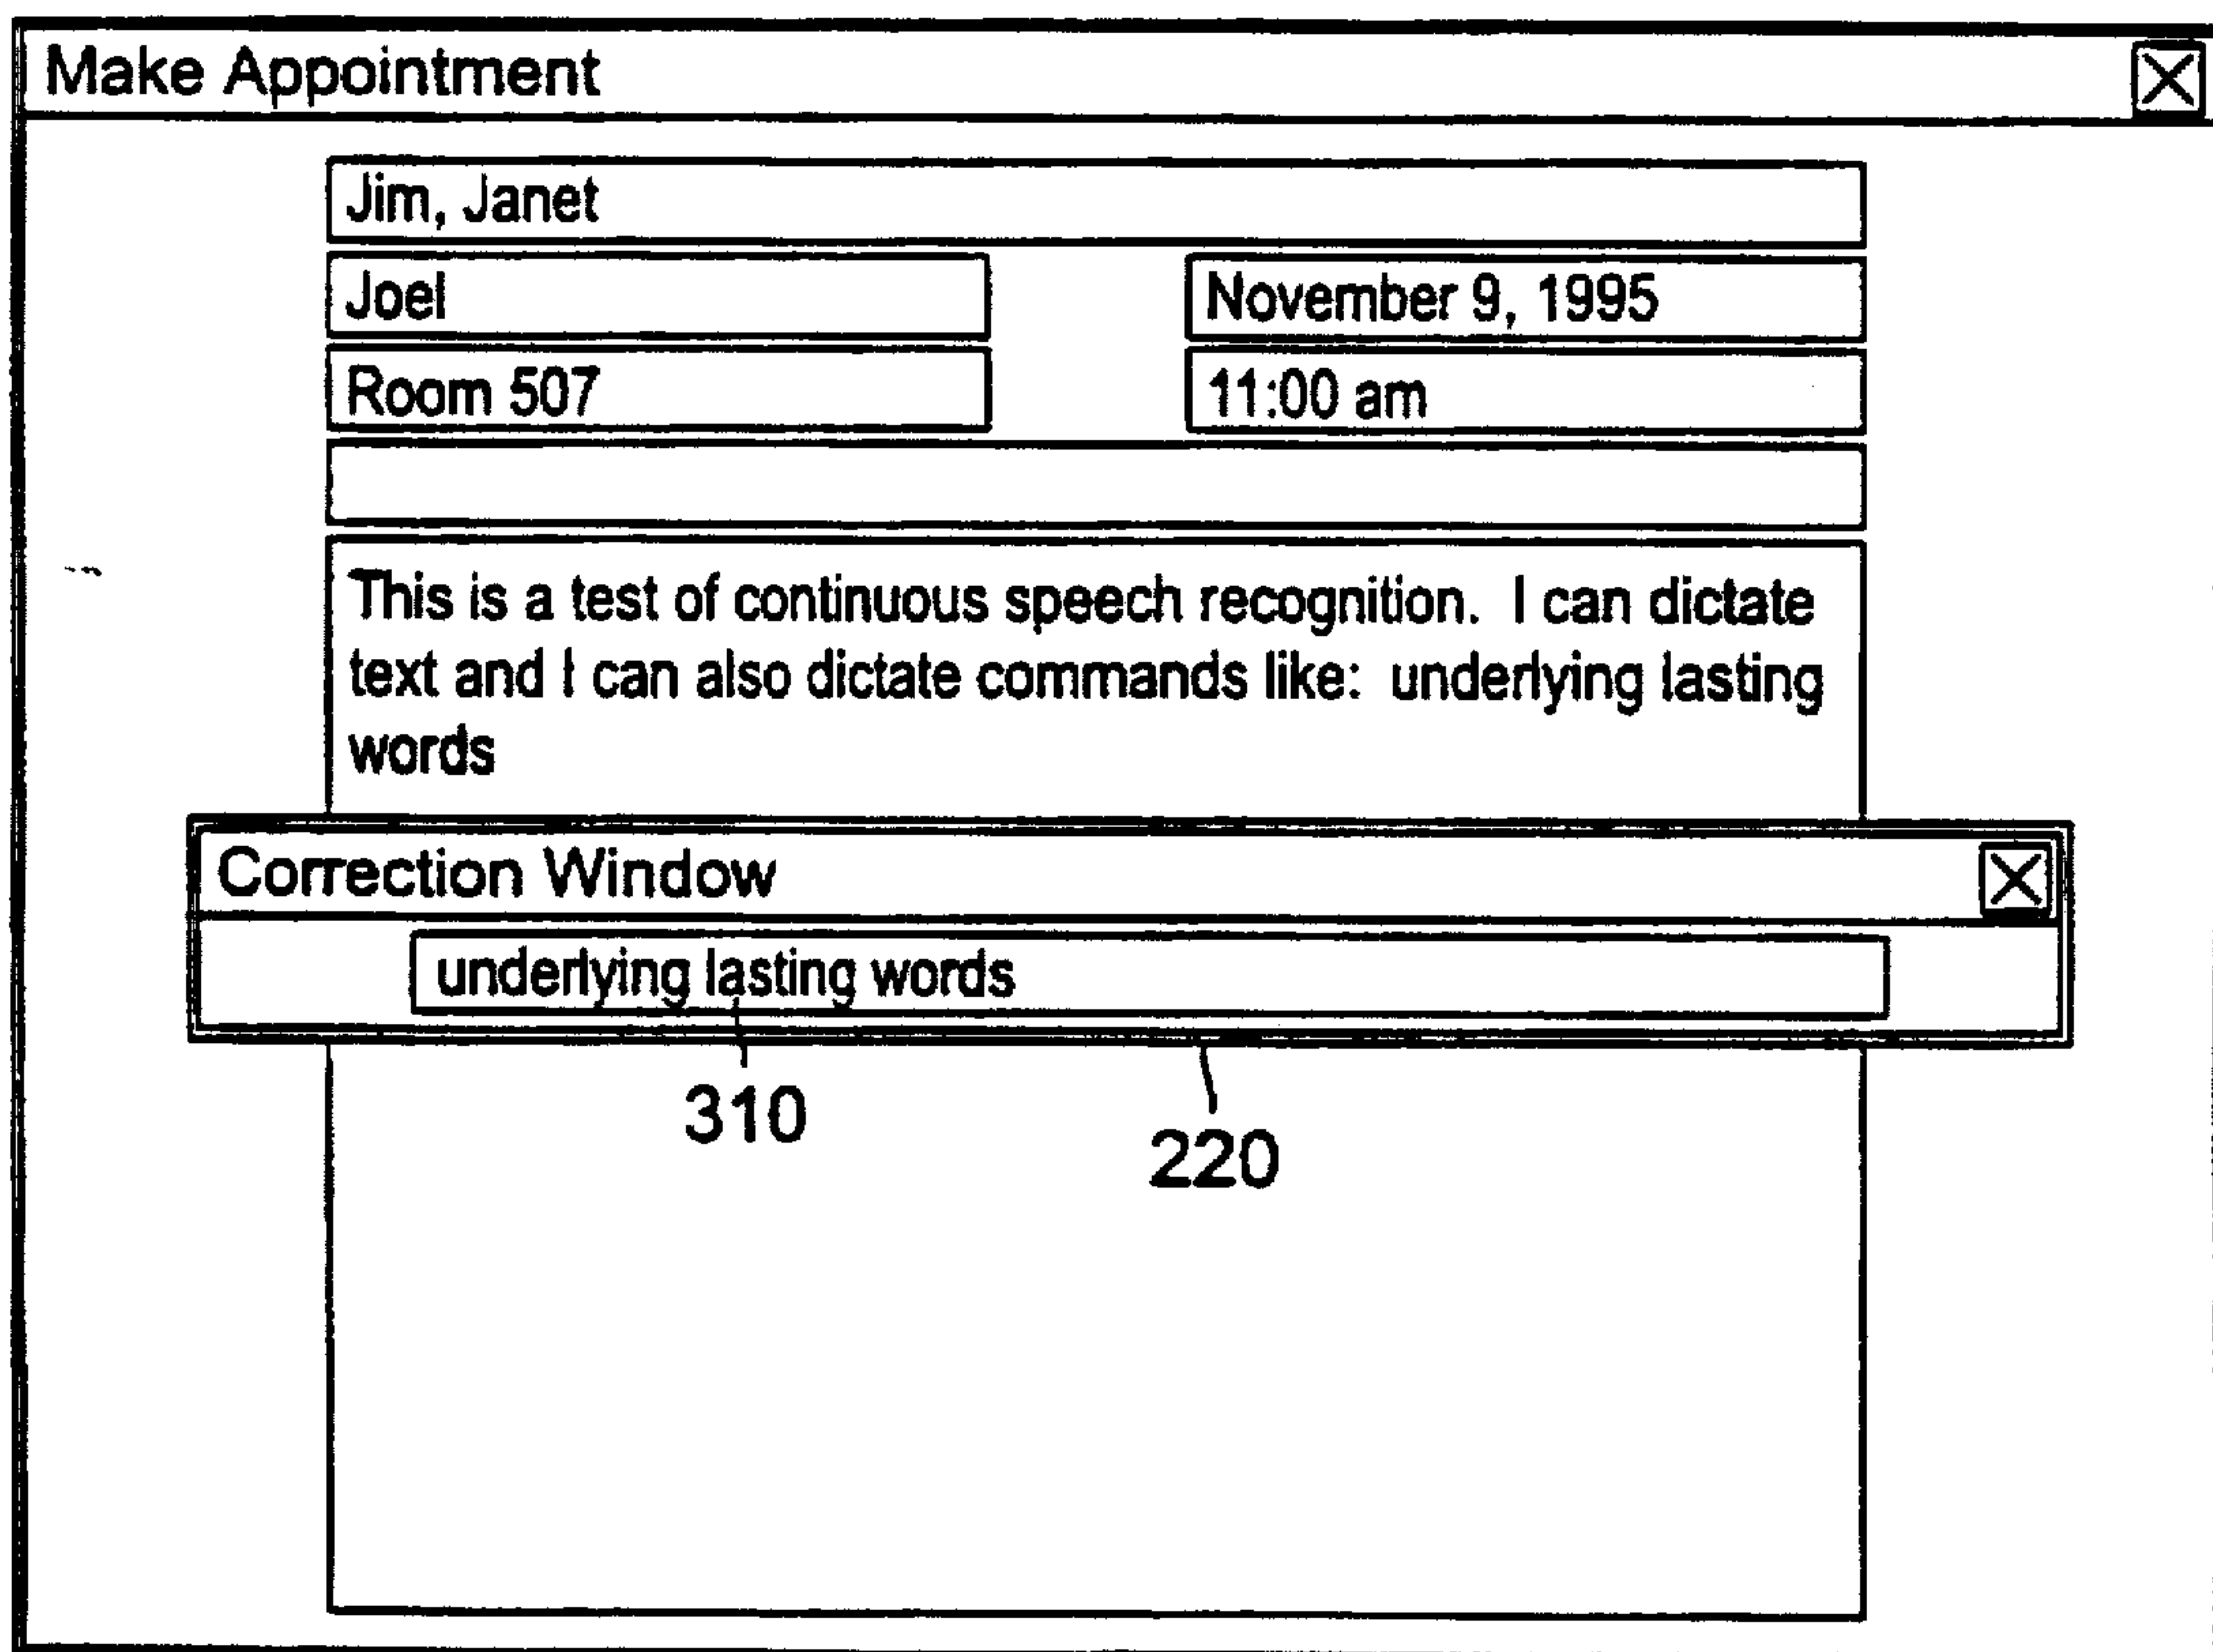 Make Appointment
Jim, Janet
Joel
November 9, 1995
Room 507
11:00 am
This is a test of continuous speech recognition.  I can dictate
text and I can also dictate commands like:  underlying lasting
words
Correction Window
underlying lasting words
310
220